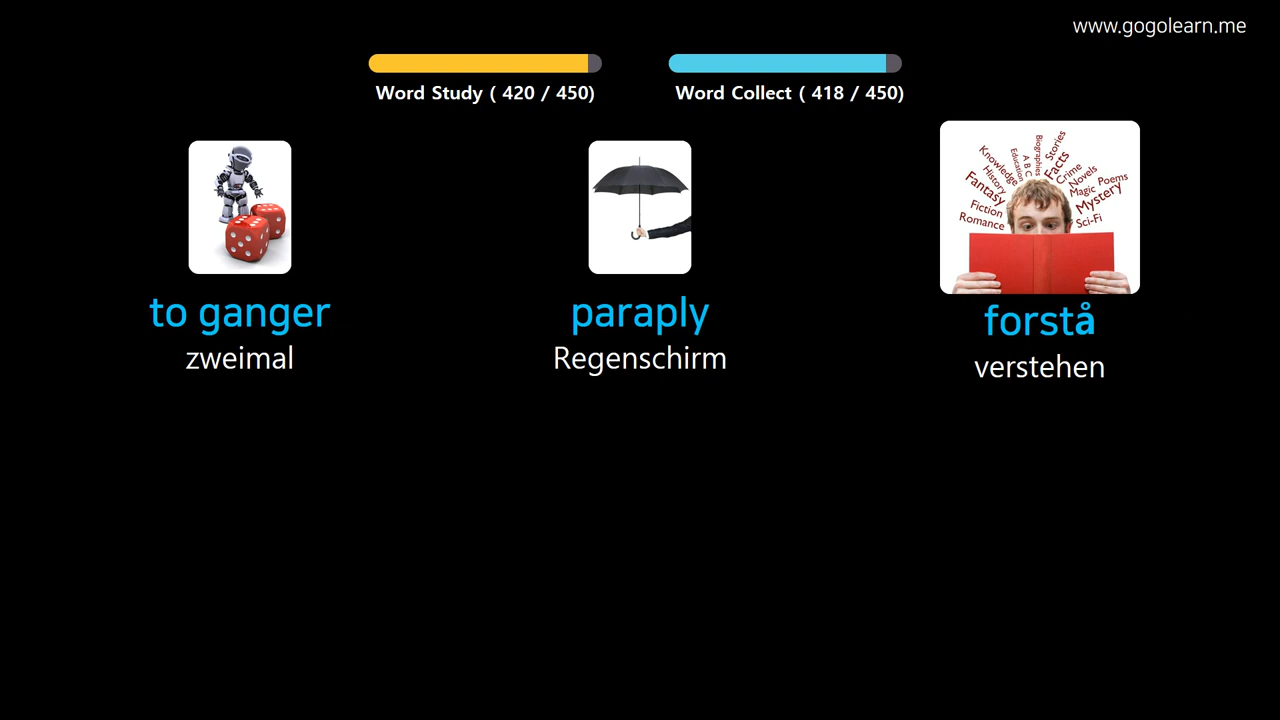 www.gogolearn.me
Word Study ( 420 / 450)
Word Collect ( 418 / 450)
Knowledge
History
Fantasy
Fiction
Romance
Education
A B C
Biographies
Stories
Facts
Crime
Novels
Magic
Poems
Mystery
Sci-Fi
to ganger
paraply
forstå
zweimal
Regenschirm
verstehen